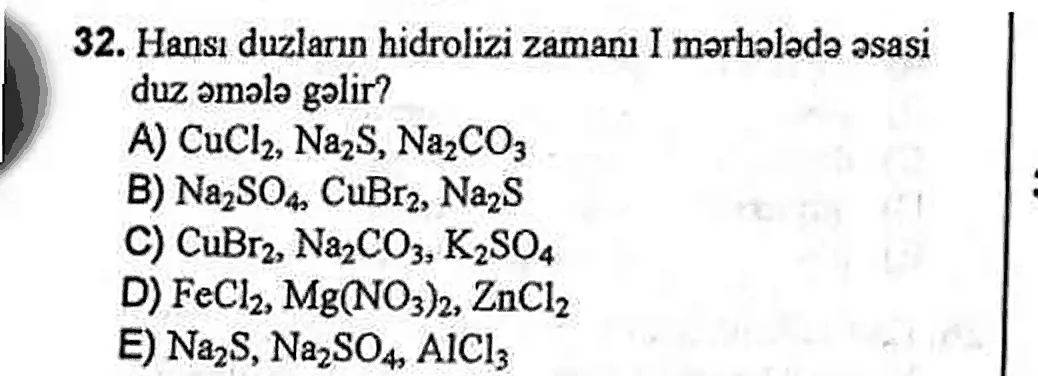 32. Hansı duzların hidrolizi zamanı I mərhələdə əsasi
duz əmələ gəlir?
A) CuCl₂, Na₂S, Na₂CO₃
B) Na₂SO₄, CuBr₂, Na₂S
C) CuBr₂, Na₂CO₃, K₂SO₄
D) FeCl₂, Mg(NO₃)₂, ZnCl₂
E) Na₂S, Na₂SO₄, AlCl₃